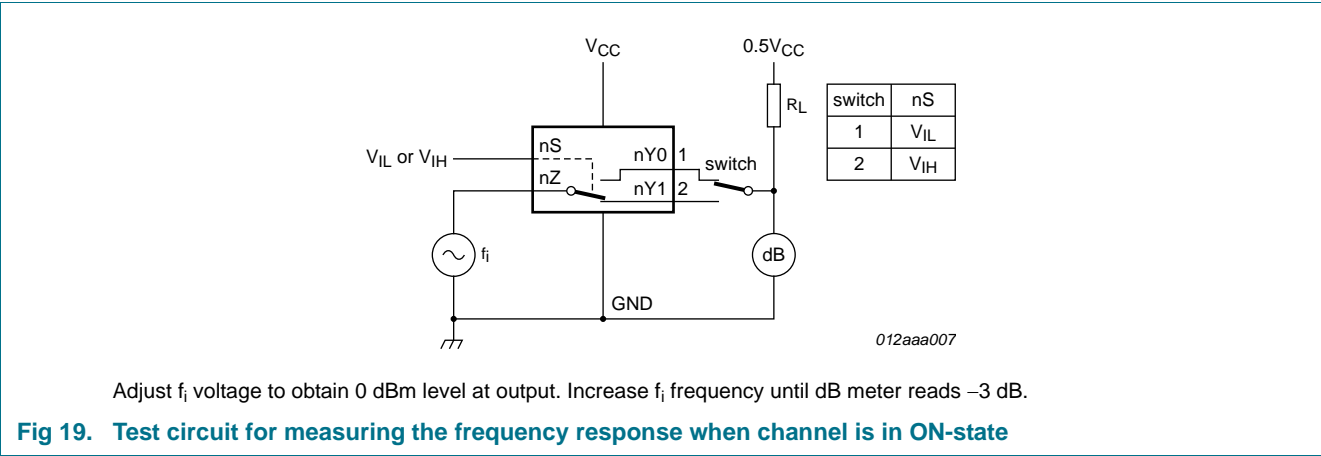 VCC
0.5VCC
RL
switch nS
1 VIL
2 VIH
VIL or VIH
nS
nY0 1
switch
nZ
nY1 2
fi
dB
GND
012aaa007
Adjust fi voltage to obtain 0 dBm level at output. Increase fi frequency until dB meter reads −3 dB.
Fig 19. Test circuit for measuring the frequency response when channel is in ON-state